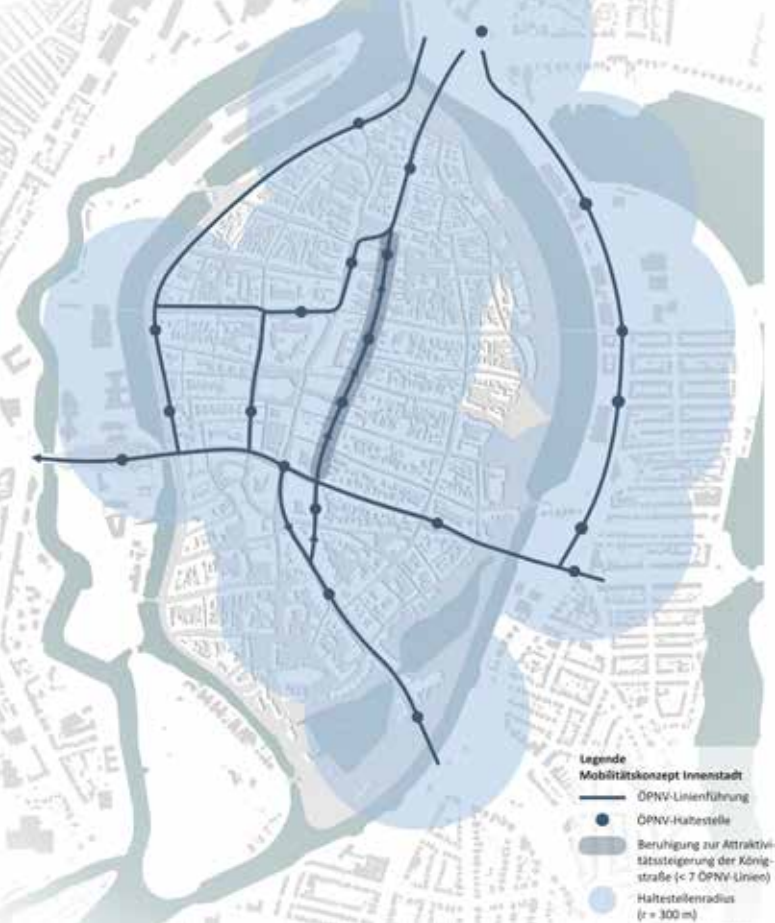 Legende
Mobilitätskonzept Innenstadt
ÖPNV-Linienführung
ÖPNV-Haltestelle
Beruhigung zur Attraktivi-
tätssteigerung der König-
straße (< 7 ÖPNV-Linien)
Haltestellenradius
(r = 300 m)